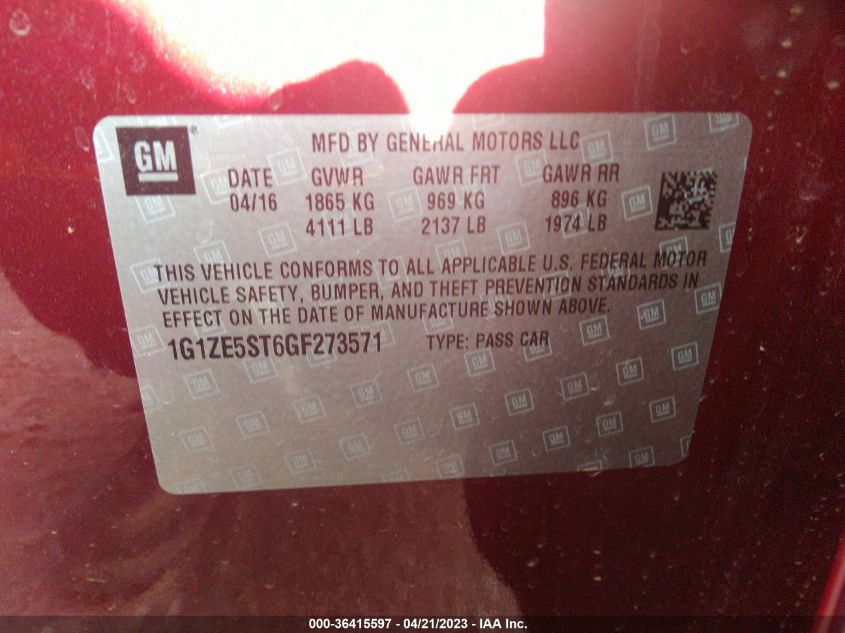 GM
MFD BY GENERAL MOTORS LLC
DATE GVWR GAWR FRT GAWR RR
04/16 1865 KG 969 KG 896 KG
4111 LB 2137 LB 1974 LB
THIS VEHICLE CONFORMS TO ALL APPLICABLE U.S. FEDERAL MOTOR
VEHICLE SAFETY, BUMPER, AND THEFT PREVENTION STANDARDS IN
EFFECT ON THE DATE OF MANUFACTURE SHOWN ABOVE.
1G1ZE5ST6GF273571 TYPE: PASS CAR
000-36415597 - 04/21/2023 - IAA Inc.